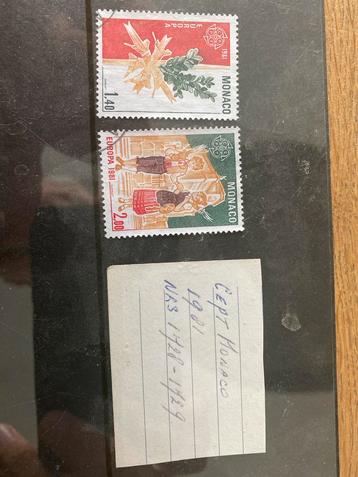 1981
EUROPA
MONACO
1,40
EUROPA 1981
MONACO
2,00
CEPT MONACO
1981
NRS 1728-1729